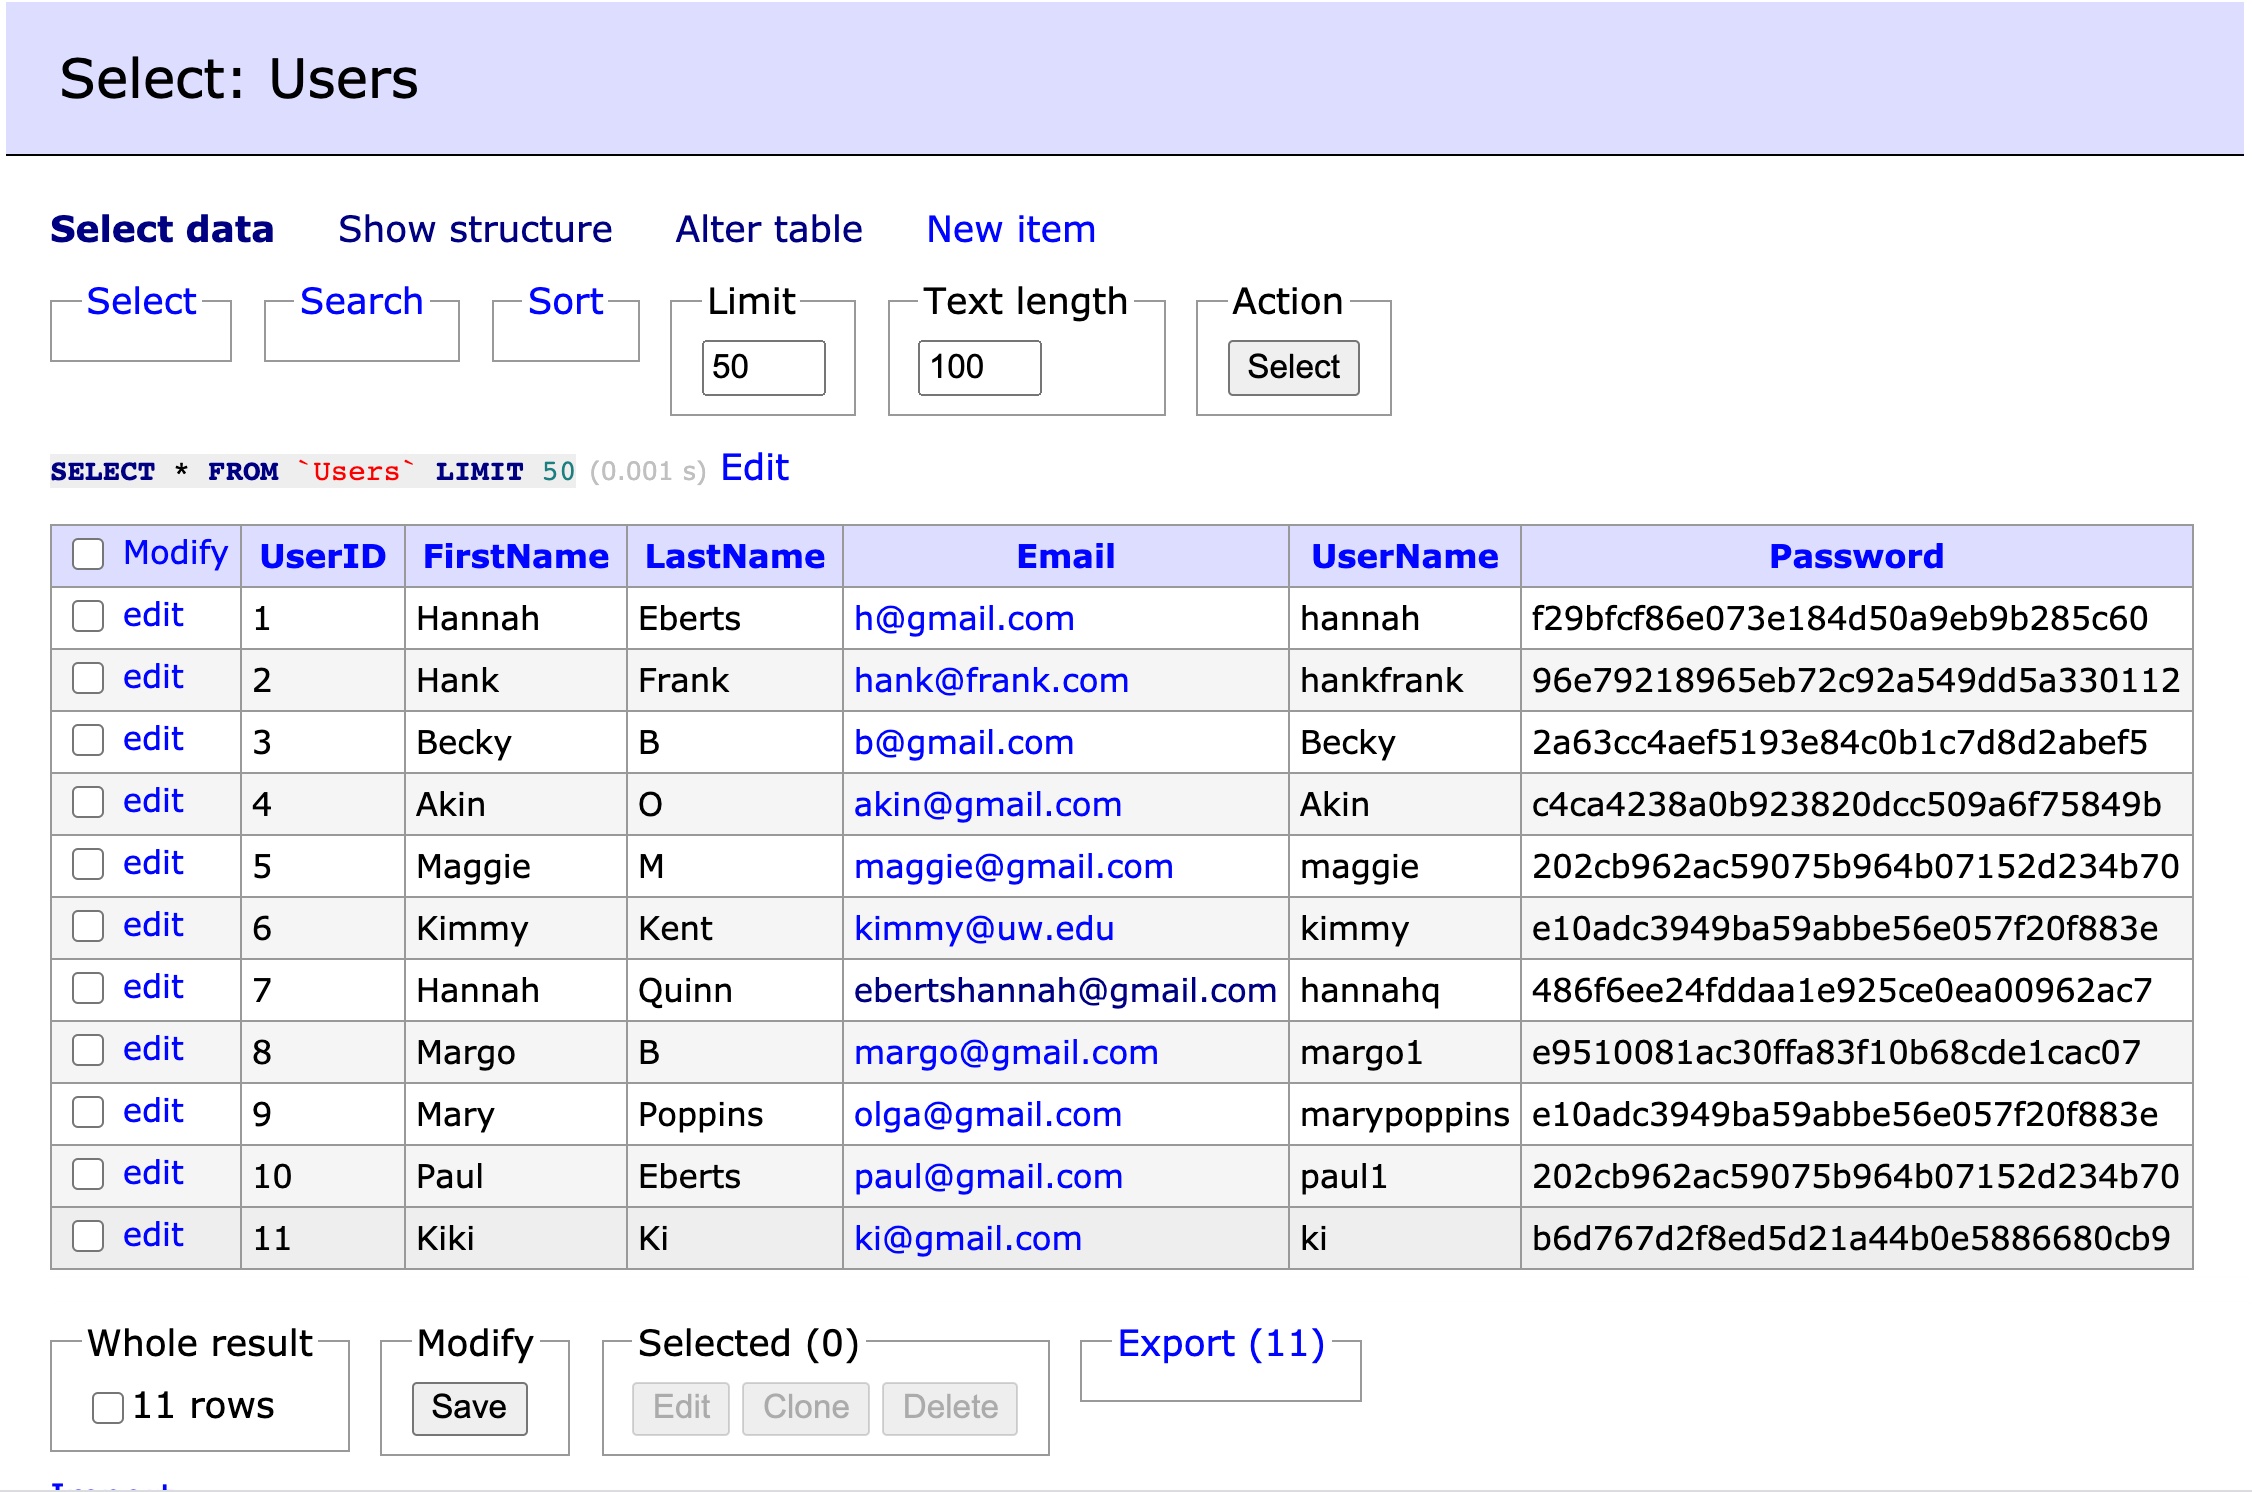 Select: Users
Select data Show structure Alter table New item
Select Search Sort Limit Text length Action
50 100 Select
SELECT * FROM `Users` LIMIT 50 (0.001 s) Edit
Modify UserID FirstName LastName Email UserName Password
edit 1 Hannah Eberts h@gmail.com hannah f29bfcf86e073e184d50a9eb9b285c60
edit 2 Hank Frank hank@frank.com hankfrank 96e79218965eb72c92a549dd5a330112
edit 3 Becky B b@gmail.com Becky 2a63cc4aef5193e84c0b1c7d8d2abef5
edit 4 Akin O akin@gmail.com Akin c4ca4238a0b923820dcc509a6f75849b
edit 5 Maggie M maggie@gmail.com maggie 202cb962ac59075b964b07152d234b70
edit 6 Kimmy Kent kimmy@uw.edu kimmy e10adc3949ba59abbe56e057f20f883e
edit 7 Hannah Quinn ebertshannah@gmail.com hannahq 486f6ee24fddaa1e925ce0ea00962ac7
edit 8 Margo B margo@gmail.com margo1 e9510081ac30ffa83f10b68cde1cac07
edit 9 Mary Poppins olga@gmail.com marypoppins e10adc3949ba59abbe56e057f20f883e
edit 10 Paul Eberts paul@gmail.com paul1 202cb962ac59075b964b07152d234b70
edit 11 Kiki Ki ki@gmail.com ki b6d767d2f8ed5d21a44b0e5886680cb9
Whole result Modify Selected (0) Export (11)
11 rows Save Edit Clone Delete